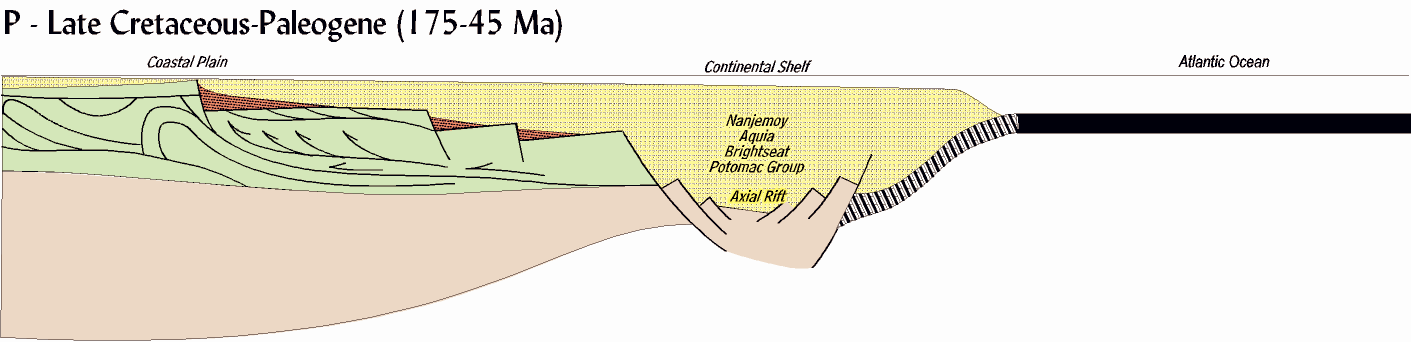 P - Late Cretaceous-Paleogene (175-45 Ma)
Coastal Plain
Continental Shelf
Atlantic Ocean
Nanjemoy
Aquia
Brightseat
Potomac Group
Axial Rift